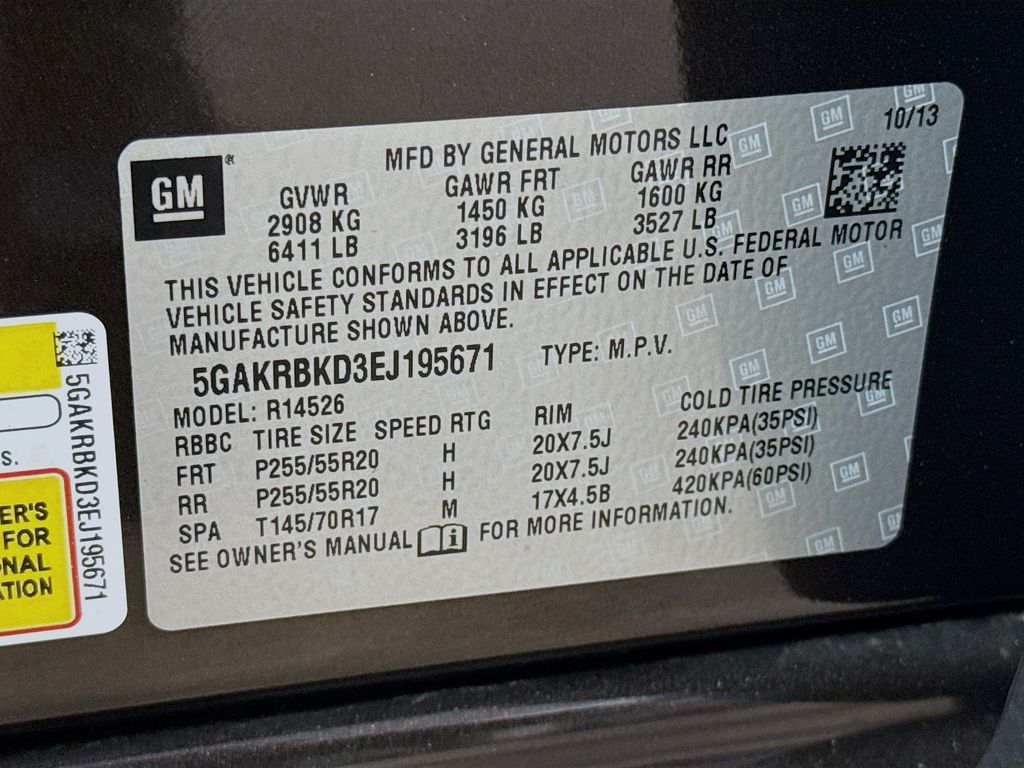 10/13
MFD BY GENERAL MOTORS LLC
GM®
GVWR GAWR FRT GAWR RR
2908 KG 1450 KG 1600 KG
6411 LB 3196 LB 3527 LB
THIS VEHICLE CONFORMS TO ALL APPLICABLE U.S. FEDERAL MOTOR
VEHICLE SAFETY STANDARDS IN EFFECT ON THE DATE OF
MANUFACTURE SHOWN ABOVE.
5GAKRBKD3EJ195671 TYPE: M.P.V.
MODEL: R14526
RBBC TIRE SIZE SPEED RTG RIM COLD TIRE PRESSURE
FRT P255/55R20 H 20X7.5J 240KPA(35PSI)
RR P255/55R20 H 20X7.5J 240KPA(35PSI)
SPA T145/70R17 M 17X4.5B 420KPA(60PSI)
SEE OWNER'S MANUAL i FOR MORE INFORMATION.
5GAKRBKD3EJ195671
S.
ER'S
FOR
NAL
TION